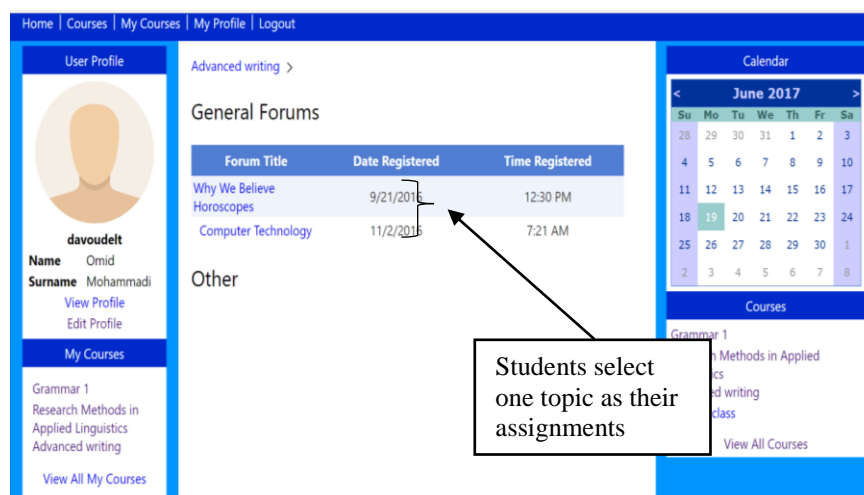 Home | Courses | My Courses | My Profile | Logout
User Profile
davoudelt
Name Omid
Surname Mohammadi
View Profile
Edit Profile
My Courses
Grammar 1
Research Methods in
Applied Linguistics
Advanced writing
View All My Courses
Advanced writing >
General Forums
Forum Title Date Registered Time Registered
Why We Believe
Horoscopes
9/21/2016 12:30 PM
Computer Technology 11/2/2016 7:21 AM
Other
Students select
one topic as their
assignments
Calendar
< June 2017 >
Su Mo Tu We Th Fr Sa
28 29 30 31 1 2 3
4 5 6 7 8 9 10
11 12 13 14 15 16 17
18 19 20 21 22 23 24
25 26 27 28 29 30 1
2 3 4 5 6 7 8
Courses
Grammar 1
Methods in Applied
writing
class
View All Courses